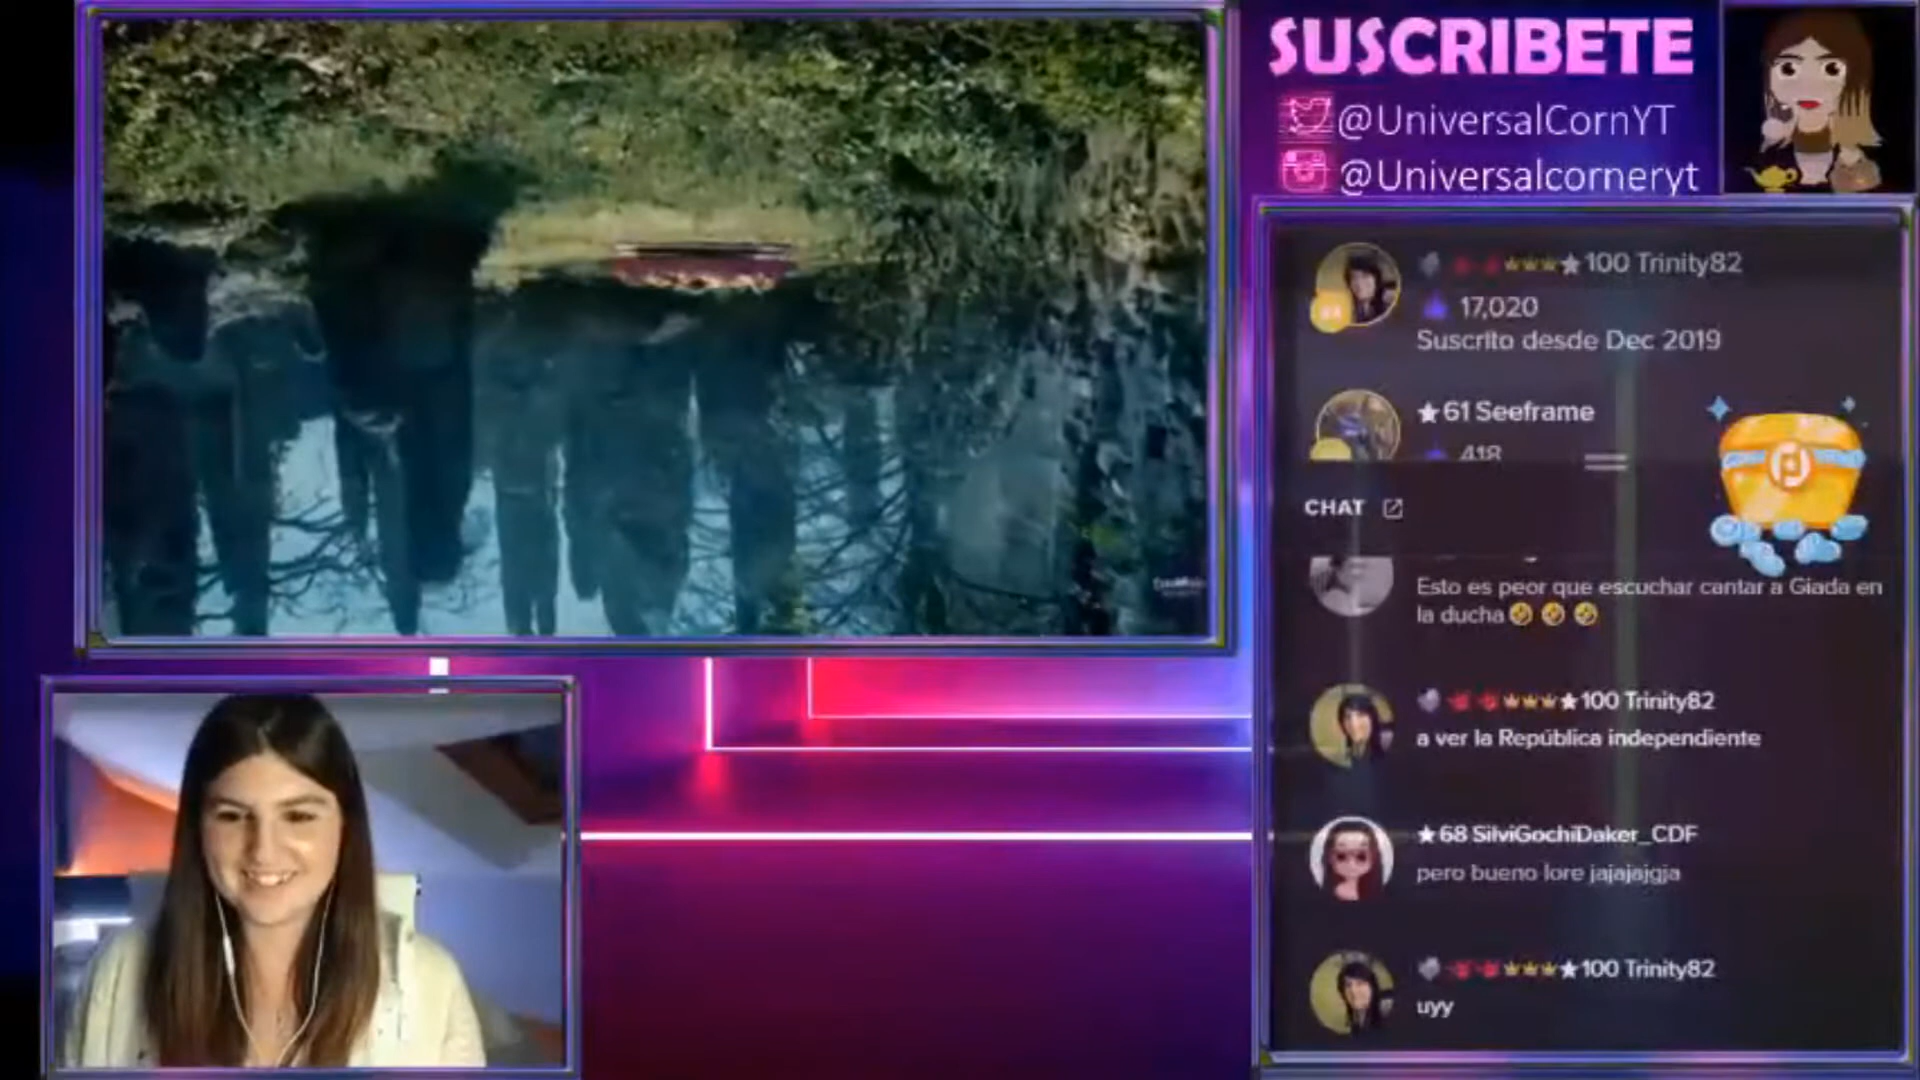 SUSCRIBETE
@UniversalCornYT
@Universalcorneryt
100 Trinity82
17,020
Suscrito desde Dec 2019
61 Seeframe
418
CHAT
Esto es peor que escuchar cantar a Giada en
la ducha🤣 🤣 🤣
100 Trinity82
a ver la República independiente
68 SilviGochiDaker_CDF
pero bueno lore jajajajgja
100 Trinity82
uyy